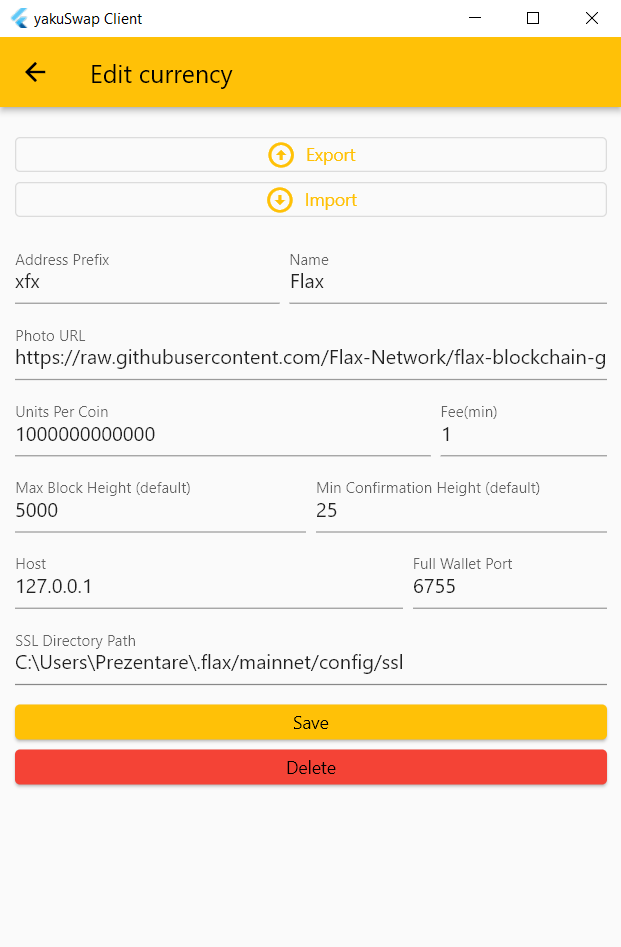 yakuSwap Client
Edit currency
Export
Import
Address Prefix Name
xfx Flax
Photo URL
https://raw.githubusercontent.com/Flax-Network/flax-blockchain-g
Units Per Coin Fee(min)
1000000000000 1
Max Block Height (default) Min Confirmation Height (default)
5000 25
Host Full Wallet Port
127.0.0.1 6755
SSL Directory Path
C:\Users\Prezentare\.flax/mainnet/config/ssl
Save
Delete